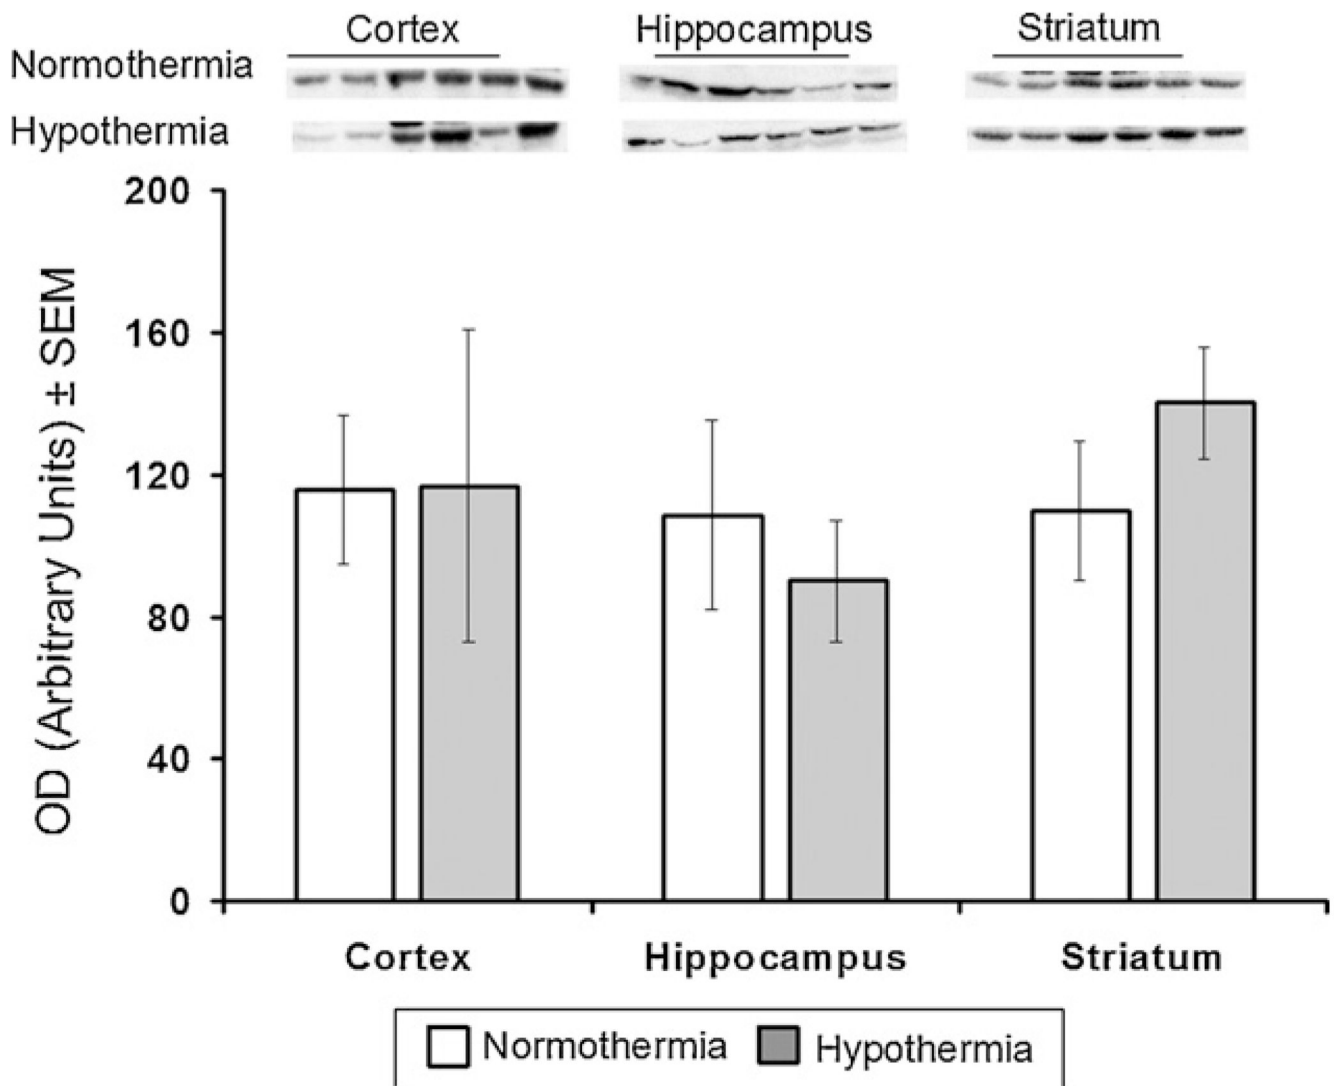 Cortex Hippocampus Striatum
Normothermia
Hypothermia
200
160
120
80
40
0
OD (Arbitrary Units) ± SEM
Cortex Hippocampus Striatum
Normothermia Hypothermia